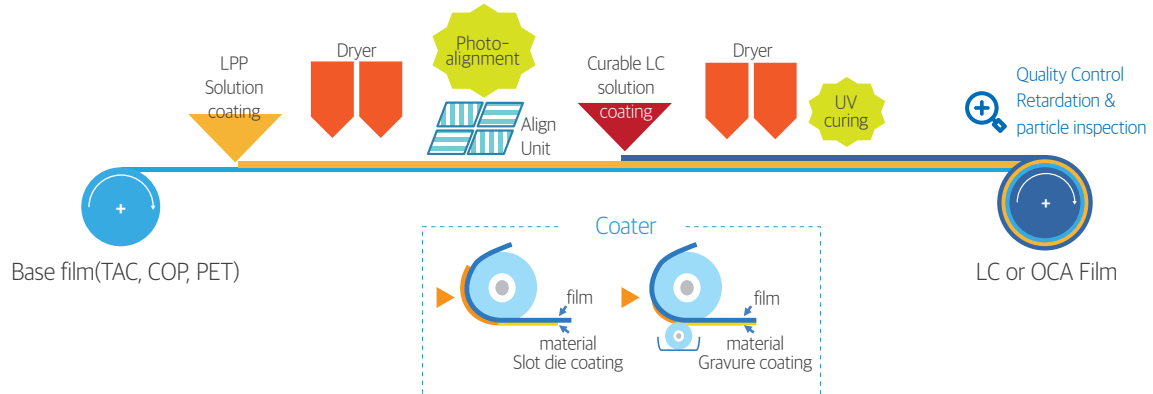 LPP
Solution
coating
Dryer
Photo-
alignment
Align
Unit
Curable LC
solution
coating
Dryer
UV
curing
Quality Control
Retardation &
particle inspection
Base film(TAC, COP, PET)
LC or OCA Film
Coater
film
material
Slot die coating
film
material
Gravure coating